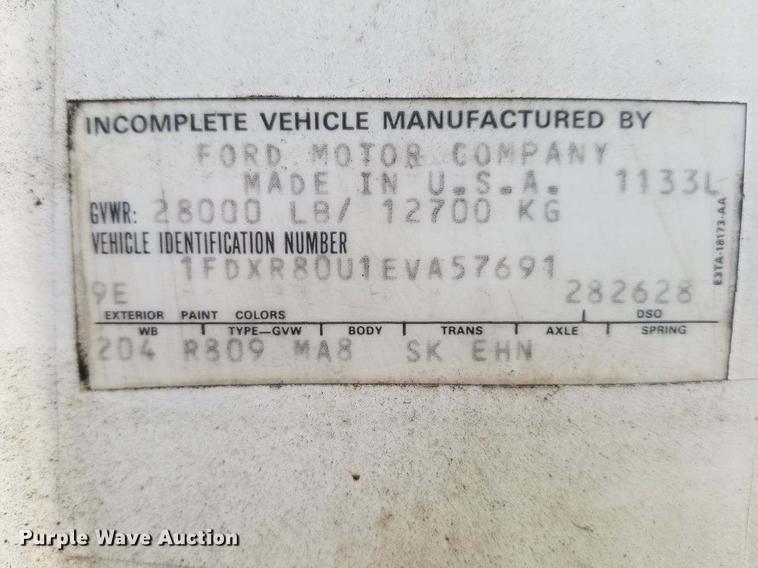 INCOMPLETE VEHICLE MANUFACTURED BY
FORD MOTOR COMPANY
MADE IN U.S.A. 1133L
GVWR: 28000 LB/ 12700 KG
VEHICLE IDENTIFICATION NUMBER
1FDXR80U1EVA57691
9E 282628
EXTERIOR PAINT COLORS DSO
WB TYPE—GVW BODY TRANS AXLE SPRING
204 R809 MA8 SK EHN
E3TA-18173-AA
Purple Wave Auction